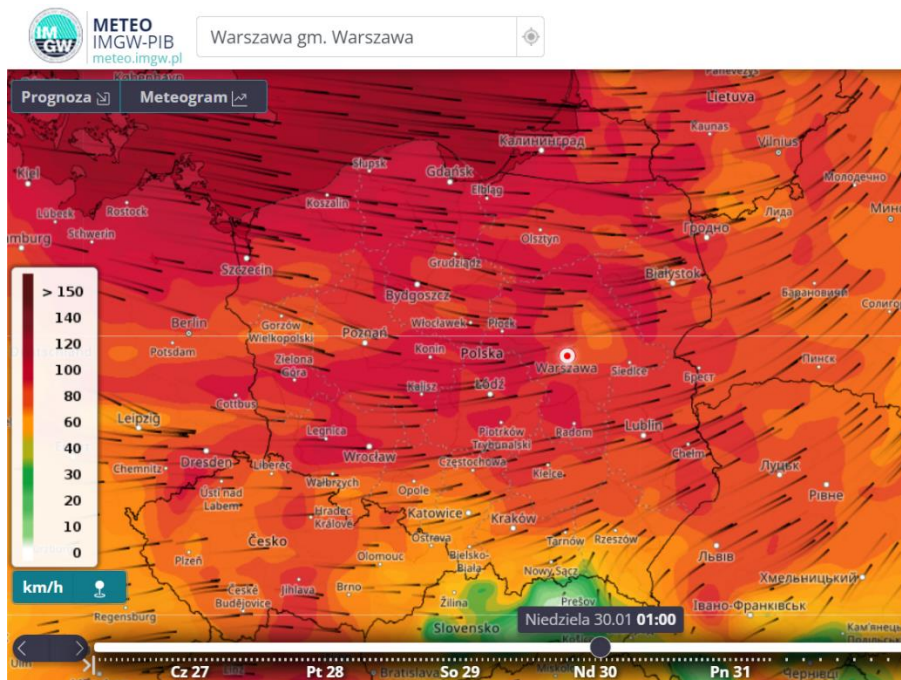 METEO
IMGW-PIB
meteo.imgw.pl
IM
GW
Warszawa gm. Warszawa
Prognoza
Meteogram
Lietuva
Kaunas
Vilnius
Калининград
Молодечно
Kiel
Słupsk
Gdańsk
Elbląg
Koszalin
Lübeck
Rostock
Schwerin
Лида
Гродно
Olsztyn
Szczecin
Grudziądz
Białystok
Bydgoszcz
Барановичи
Berlin
Gorzów
Wielkopolski
Poznań
Włocławek
Płock
Potsdam
Konin
Polska
Warszawa
Siedlce
Брест
Пинск
Zielona
Góra
Kalisz
Łódź
Cottbus
Leipzig
Legnica
Wrocław
Piotrków
Trybunalski
Radom
Lublin
Chełm
Chemnitz
Dresden
Liberec
Wałbrzych
Opole
Częstochowa
Kielce
Луцьк
Рівне
Ústí nad
Labem
Hradec
Králové
Katowice
Kraków
Česko
Ostrava
Tarnów
Rzeszów
Львів
Plzeň
Olomouc
Bielsko-
Biała
Nowy Sącz
Хмельницький
České
Budějovice
Jihlava
Brno
Žilina
Prešov
Івано-Франківськ
Regensburg
Slovensko
> 150
140
120
100
80
60
40
30
20
10
0
km/h
Niedziela 30.01 01:00
Cz 27
Pt 28
Bratislava
So 29
Nd 30
Pn 31
Чернівці